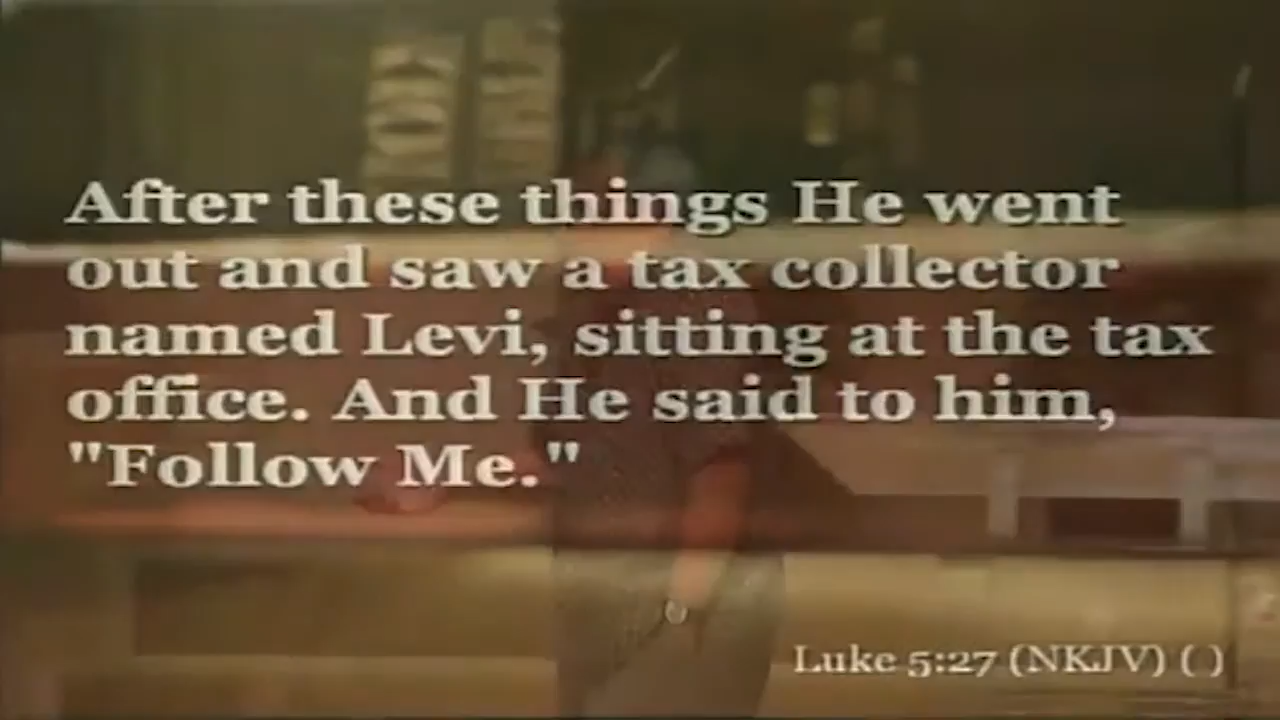 After these things He went
out and saw a tax collector
named Levi, sitting at the tax
office. And He said to him,
"Follow Me."
Luke 5:27 (NKJV) ( )